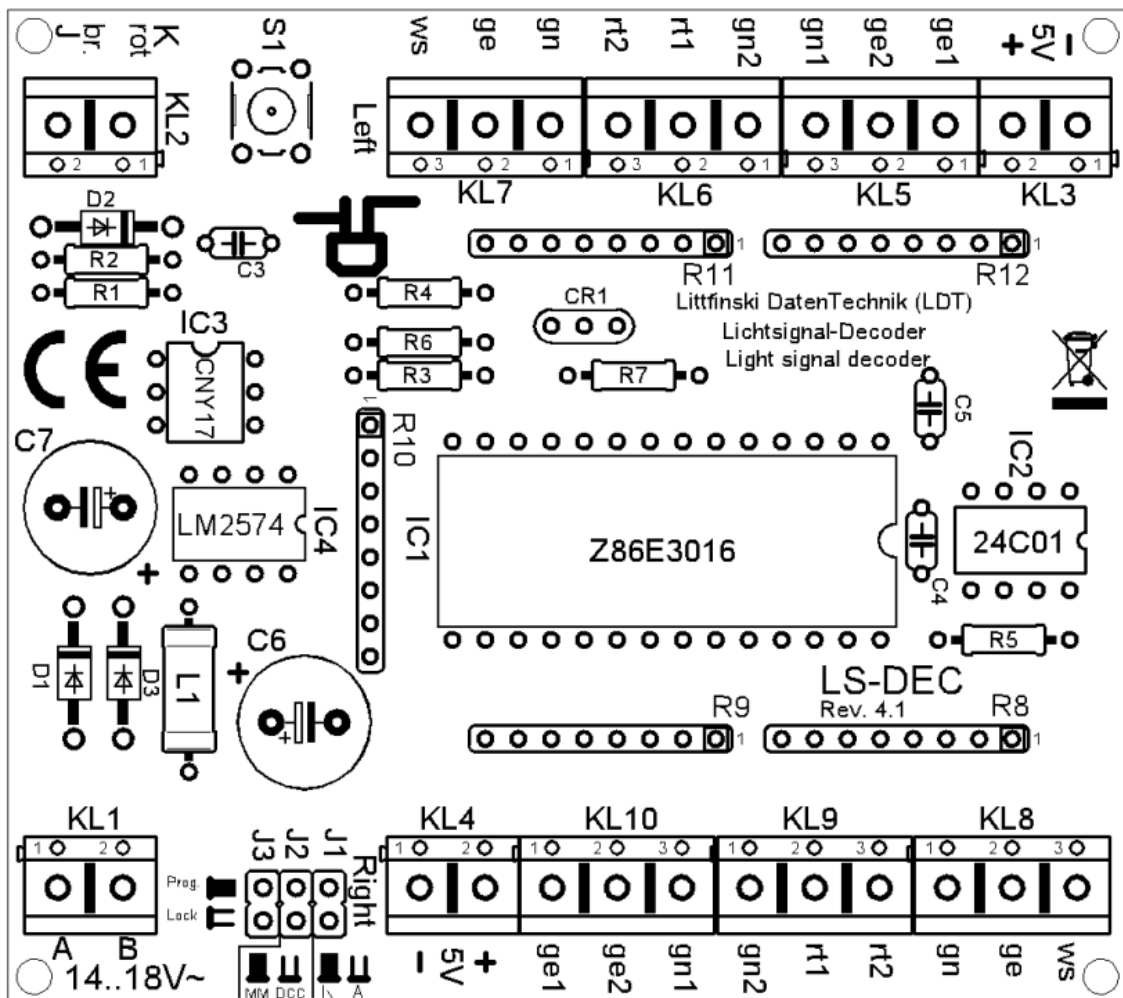 J br. rot K
S1
ws ge gn rt2 rt1 gn2 gn1 ge2 ge1 + 5V -
KL2
Left
2 1
3 2 1 3 2 1 3 2 1 2 1
KL7 KL6 KL5 KL3
D2
R2
R1
C3
R11 1
R12 1
R4
CR1
Littfinski DatenTechnik (LDT)
Lichtsignal-Decoder
Light signal decoder
IC3
CNY17
CE
R6
R3
R7
C5
1
R10
C7
+
LM2574
IC4
+
IC1
Z86E3016
C4
IC2
24C01
R5
D1
D3
L1
C6
+
+
LS-DEC
Rev. 4.1
R9 1
R8 1
KL1
J3 J2 J1
KL4 KL10 KL9 KL8
1 2
1 2 1 2 3 1 2 3 1 2 3
Prog.
Lock
Right
A B
14..18V~
MM DCC A
- 5V + ge1 ge2 gn1 gn2 rt1 rt2 gn ge ws